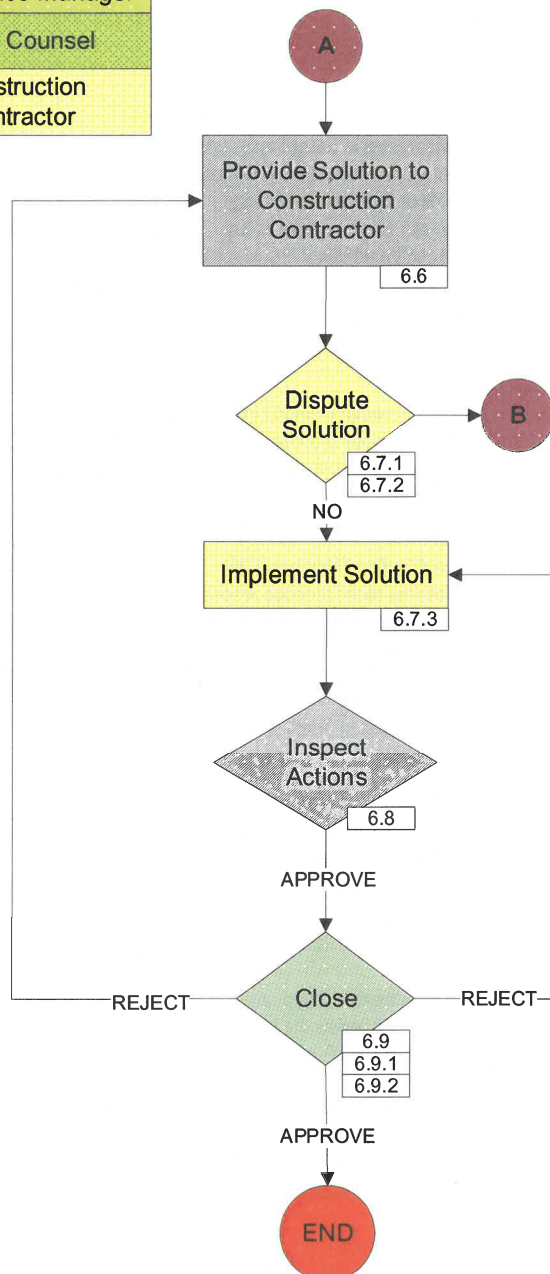 Counsel
A
Provide Solution to
Construction
Contractor
6.6
Dispute
Solution
B
6.7.1
6.7.2
NO
Implement Solution
6.7.3
Inspect
Actions
6.8
APPROVE
REJECT
Close
REJECT
6.9
6.9.1
6.9.2
APPROVE
END